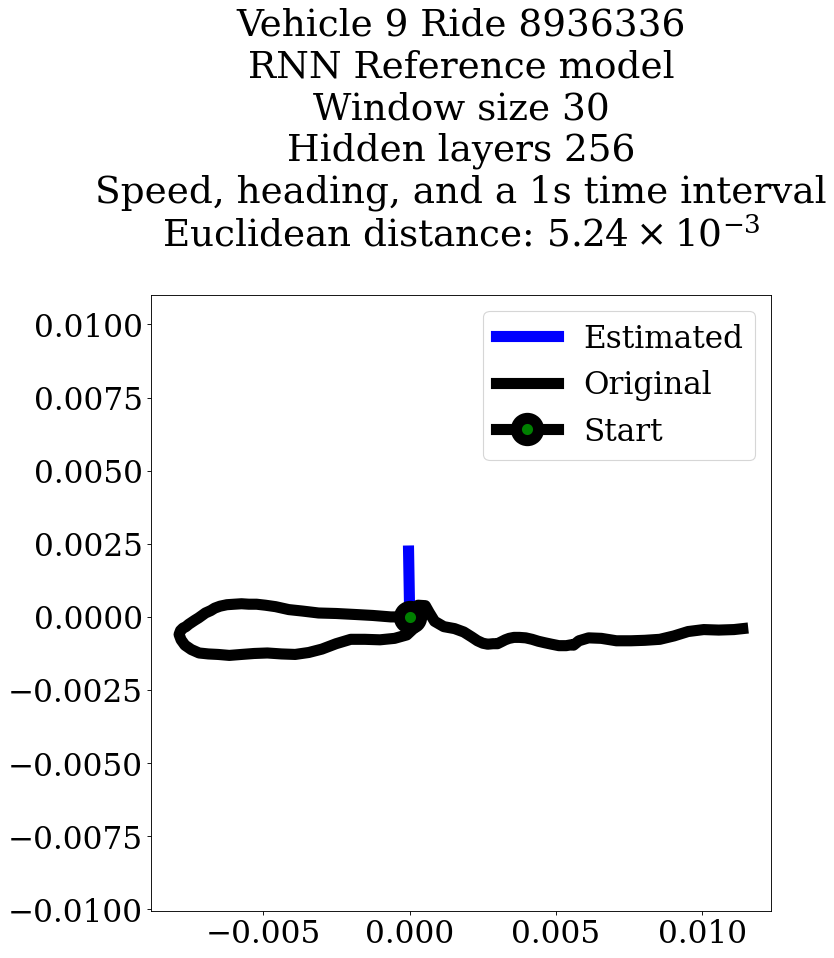 Vehicle 9 Ride 8936336
RNN Reference model
Window size 30
Hidden layers 256
Speed, heading, and a 1s time interval
Euclidean distance: 5.24 × 10⁻³
Estimated
Original
Start
0.0100
0.0075
0.0050
0.0025
0.0000
−0.0025
−0.0050
−0.0075
−0.0100
−0.005 0.000 0.005 0.010